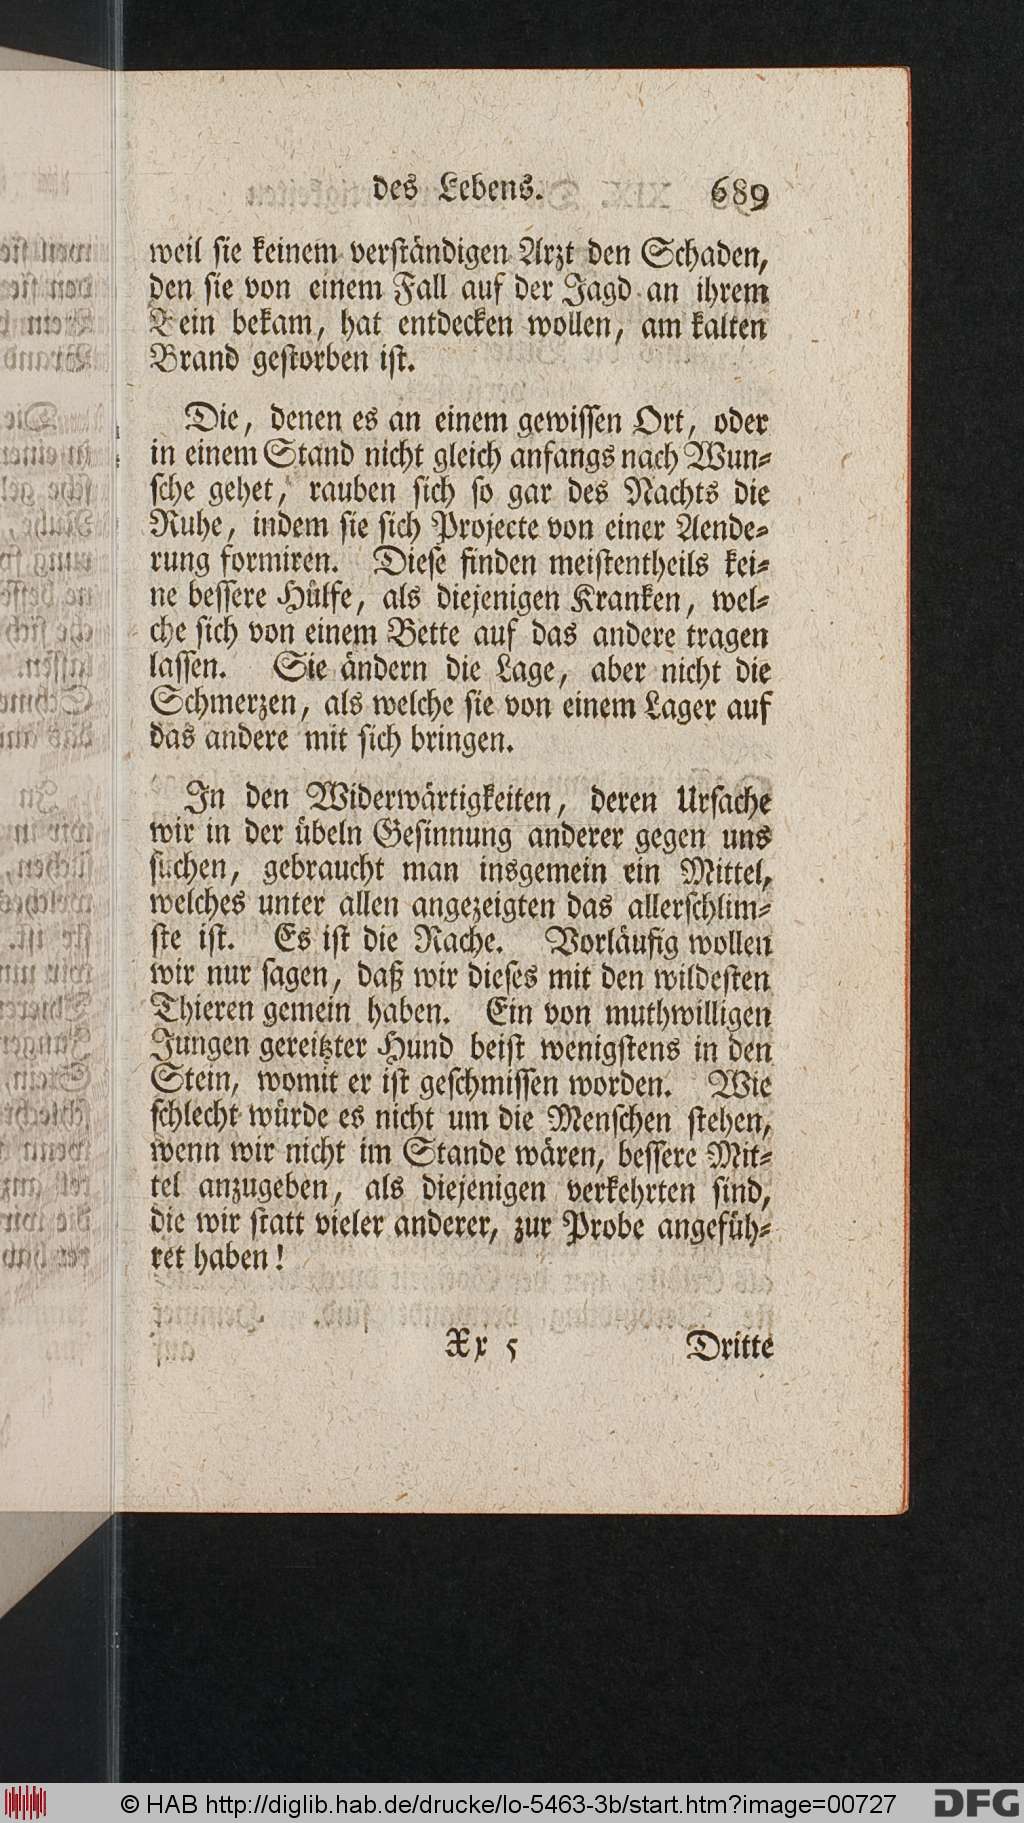 des Lebens. 689
weil sie keinem verständigen Arzt den Schaden,
den sie von einem Fall auf der Jagd an ihrem
Bein bekam, hat entdecken wollen, am kalten
Brand gestorben ist.
Die, denen es an einem gewissen Ort, oder
in einem Stand nicht gleich anfangs nach Wun-
sche gehet, rauben sich so gar des Nachts die
Ruhe, indem sie sich Projecte von einer Aende-
rung formiren. Diese finden meistentheils kei-
ne bessere Hülfe, als diejenigen Kranken, wel-
che sich von einem Bette auf das andere tragen
lassen. Sie ändern die Lage, aber nicht die
Schmerzen, als welche sie von einem Lager auf
das andere mit sich bringen.
In den Widerwärtigkeiten, deren Ursache
wir in der übeln Gesinnung anderer gegen uns
suchen, gebraucht man insgemein ein Mittel,
welches unter allen angezeigten das allerschlim-
ste ist. Es ist die Rache. Vorläufig wollen
wir nur sagen, daß wir dieses mit den wildesten
Thieren gemein haben. Ein von muthwilligen
Jungen gereitzter Hund beist wenigstens in den
Stein, womit er ist geschmissen worden. Wie
schlecht würde es nicht um die Menschen stehen,
wenn wir nicht im Stande wären, bessere Mit-
tel anzugeben, als diejenigen verkehrten sind,
die wir statt vieler anderer, zur Probe angefüh-
ret haben!
Xx 5 Dritte
© HAB http://diglib.hab.de/drucke/lo-5463-3b/start.htm?image=00727
DFG